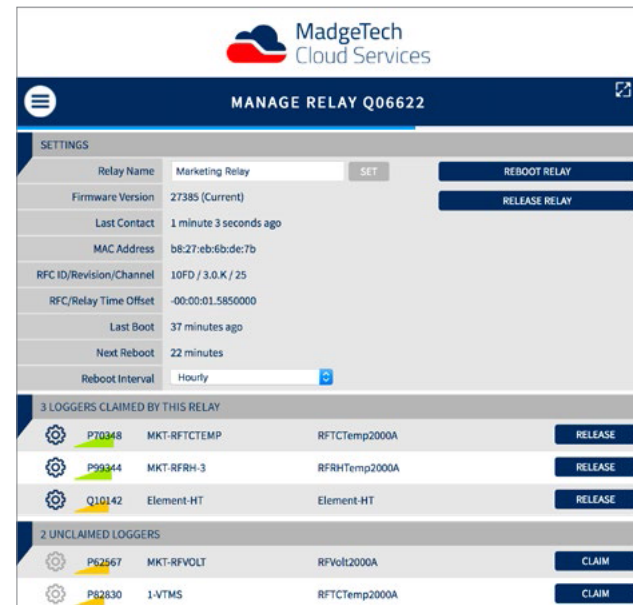 MadgeTech
Cloud Services
MANAGE RELAY Q06622
SETTINGS
Relay Name Marketing Relay SET REBOOT RELAY
Firmware Version 27385 (Current) RELEASE RELAY
Last Contact 1 minute 3 seconds ago
MAC Address b8:27:eb:6b:de:7b
RFC ID/Revision/Channel 10FD / 3.0.K / 25
RFC/Relay Time Offset -00:00:01.5850000
Last Boot 37 minutes ago
Next Reboot 22 minutes
Reboot Interval Hourly
3 LOGGERS CLAIMED BY THIS RELAY
P70348 MKT-RFTCTEMP RFTCTemp2000A RELEASE
P99344 MKT-RFRH-3 RFRHTemp2000A RELEASE
Q10142 Element-HT Element-HT RELEASE
2 UNCLAIMED LOGGERS
P62567 MKT-RFVOLT RFVolt2000A CLAIM
P82830 1-VTMS RFTCTemp2000A CLAIM